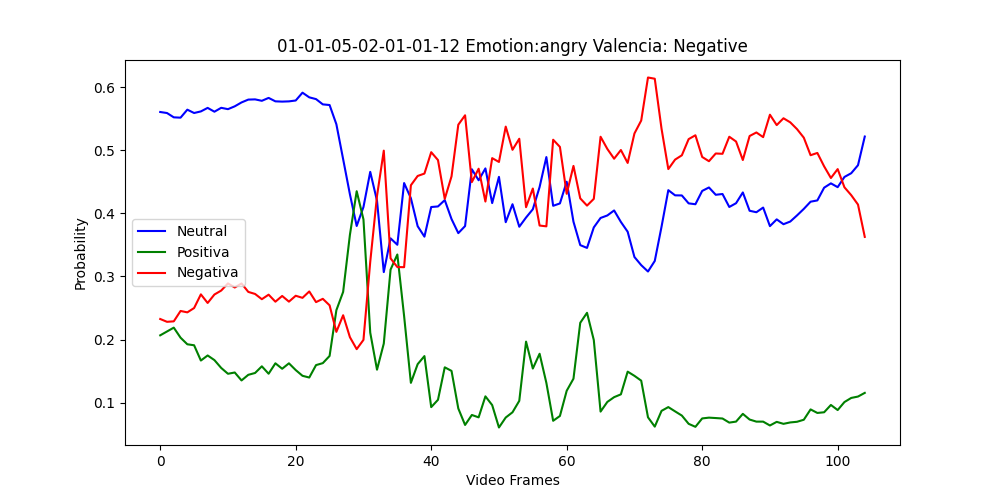 01-01-05-02-01-01-12 Emotion:angry Valencia: Negative
0.6
0.5
0.4
0.3
0.2
0.1
Probability
Neutral
Positiva
Negativa
0 20 40 60 80 100
Video Frames